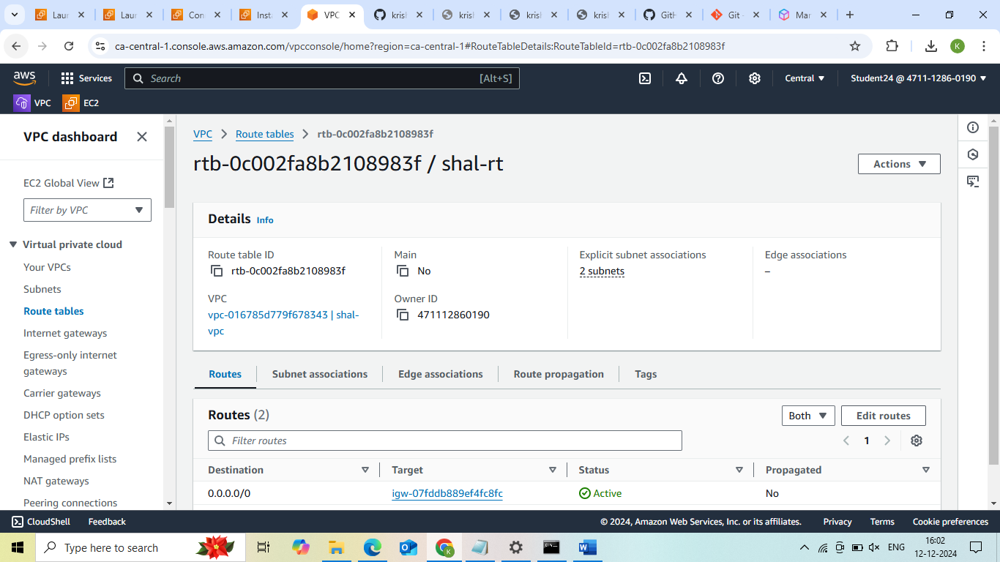 Laun
Laun
Con
Insta
VPC
krish
krish
krish
krish
GitH
Git
Mar
ca-central-1.console.aws.amazon.com/vpcconsole/home?region=ca-central-1#RouteTableDetails:RouteTableId=rtb-0c002fa8b2108983f
K
aws
Services
Search
[Alt+S]
Central
Student24 @ 4711-1286-0190
VPC
EC2
VPC dashboard
EC2 Global View
Filter by VPC
Virtual private cloud
Your VPCs
Subnets
Route tables
Internet gateways
Egress-only internet
gateways
Carrier gateways
DHCP option sets
Elastic IPs
Managed prefix lists
NAT gateways
Peering connections
VPC
Route tables
rtb-0c002fa8b2108983f
rtb-0c002fa8b2108983f / shal-rt
Actions
Details Info
Route table ID
rtb-0c002fa8b2108983f
Main
No
Explicit subnet associations
2 subnets
Edge associations
–
VPC
vpc-016785d779f678343 | shal-
vpc
Owner ID
471112860190
Routes
Subnet associations
Edge associations
Route propagation
Tags
Routes (2)
Both
Edit routes
Filter routes
1
Destination
Target
Status
Propagated
0.0.0.0/0
igw-07fddb889ef4fc8fc
Active
No
CloudShell
Feedback
© 2024, Amazon Web Services, Inc. or its affiliates.
Privacy
Terms
Cookie preferences
Type here to search
ENG
16:02
12-12-2024